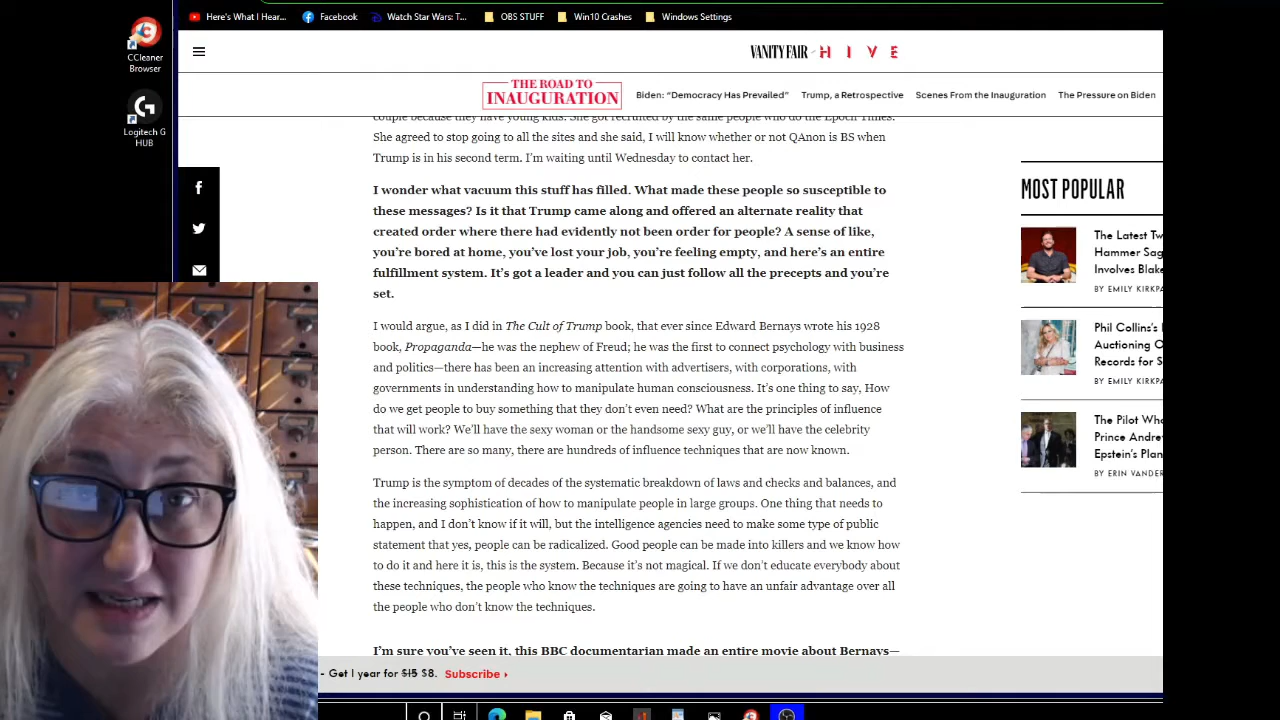 Here's What I Hear...
Facebook
Watch Star Wars: T...
OBS STUFF
Win10 Crashes
Windows Settings
CCleaner
Browser
Logitech G
HUB
VANITY FAIR
HIVE
THE ROAD TO
INAUGURATION
Biden: “Democracy Has Prevailed”
Trump, a Retrospective
Scenes From the Inauguration
The Pressure on Biden
couple because they have young kids. She got recruited by the same people who do the Epoch Times.
She agreed to stop going to all the sites and she said, I will know whether or not QAnon is BS when
Trump is in his second term. I’m waiting until Wednesday to contact her.
I wonder what vacuum this stuff has filled. What made these people so susceptible to
these messages? Is it that Trump came along and offered an alternate reality that
created order where there had evidently not been order for people? A sense of like,
you’re bored at home, you’ve lost your job, you’re feeling empty, and here’s an entire
fulfillment system. It’s got a leader and you can just follow all the precepts and you’re
set.
I would argue, as I did in The Cult of Trump book, that ever since Edward Bernays wrote his 1928
book, Propaganda—he was the nephew of Freud; he was the first to connect psychology with business
and politics—there has been an increasing attention with advertisers, with corporations, with
governments in understanding how to manipulate human consciousness. It’s one thing to say, How
do we get people to buy something that they don’t even need? What are the principles of influence
that will work? We’ll have the sexy woman or the handsome sexy guy, or we’ll have the celebrity
person. There are so many, there are hundreds of influence techniques that are now known.
Trump is the symptom of decades of the systematic breakdown of laws and checks and balances, and
the increasing sophistication of how to manipulate people in large groups. One thing that needs to
happen, and I don’t know if it will, but the intelligence agencies need to make some type of public
statement that yes, people can be radicalized. Good people can be made into killers and we know how
to do it and here it is, this is the system. Because it’s not magical. If we don’t educate everybody about
these techniques, the people who know the techniques are going to have an unfair advantage over all
the people who don’t know the techniques.
I’m sure you’ve seen it, this BBC documentarian made an entire movie about Bernays—
MOST POPULAR
The Latest Tw
Hammer Sag
Involves Blake
BY EMILY KIRKP
Phil Collins’s
Auctioning O
Records for $
BY EMILY KIRKPA
The Pilot Who
Prince Andre
Epstein’s Plan
BY ERIN VANDER
- Get 1 year for $15 $8. Subscribe ›